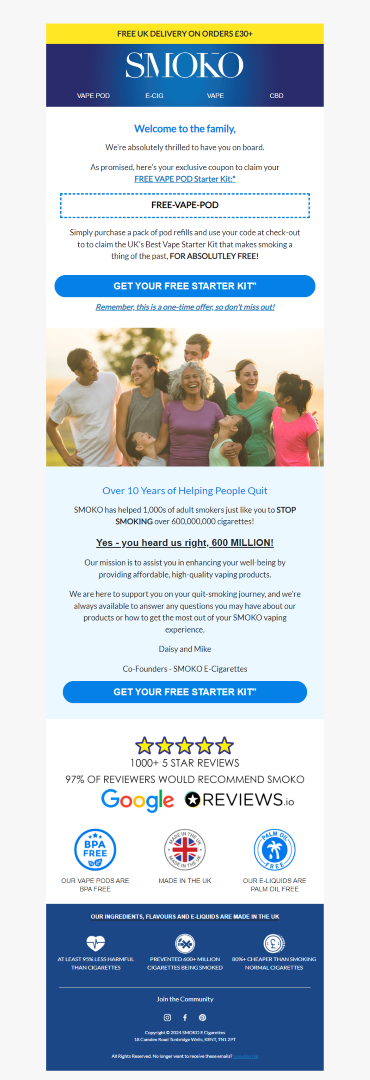 FREE UK DELIVERY ON ORDERS £30+
SMOKO
VAPE POD E-CIG VAPE CBD
Welcome to the family,
We're absolutely thrilled to have you on board.
As promised, here's your exclusive coupon to claim your
FREE VAPE POD Starter Kit:*
FREE-VAPE-POD
Simply purchase a pack of pod refills and use your code at check-out
to to claim the UK's Best Vape Starter Kit that makes smoking a
thing of the past, FOR ABSOLUTLEY FREE!
GET YOUR FREE STARTER KIT*
Remember, this is a one-time offer, so don't miss out!
Over 10 Years of Helping People Quit
SMOKO has helped 1,000s of adult smokers just like you to STOP
SMOKING over 600,000,000 cigarettes!
Yes - you heard us right, 600 MILLION!
Our mission is to assist you in enhancing your well-being by
providing affordable, high-quality vaping products.
We are here to support you on your quit-smoking journey, and we're
always available to answer any questions you may have about our
products or how to get the most out of your SMOKO vaping
experience.
Daisy and Mike
Co-Founders - SMOKO E-Cigarettes
GET YOUR FREE STARTER KIT*
1000+ 5 STAR REVIEWS
97% OF REVIEWERS WOULD RECOMMEND SMOKO
Google REVIEWS.io
BPA FREE
MADE IN THE UK MADE IN THE UK
PALM OIL FREE
OUR VAPE PODS ARE
BPA FREE
MADE IN THE UK
OUR E-LIQUIDS ARE
PALM OIL FREE
OUR INGREDIENTS, FLAVOURS AND E-LIQUIDS ARE MADE IN THE UK
AT LEAST 95% LESS HARMFUL
THAN CIGARETTES
PREVENTED 600+ MILLION
CIGARETTES BEING SMOKED
80%+ CHEAPER THAN SMOKING
NORMAL CIGARETTES
Join the Community
Copyright © 2024 SMOKO E Cigarettes
18 Camden Road Tunbridge Wells, KENT, TN1 2PT
All Rights Reserved. No longer want to receive these emails?